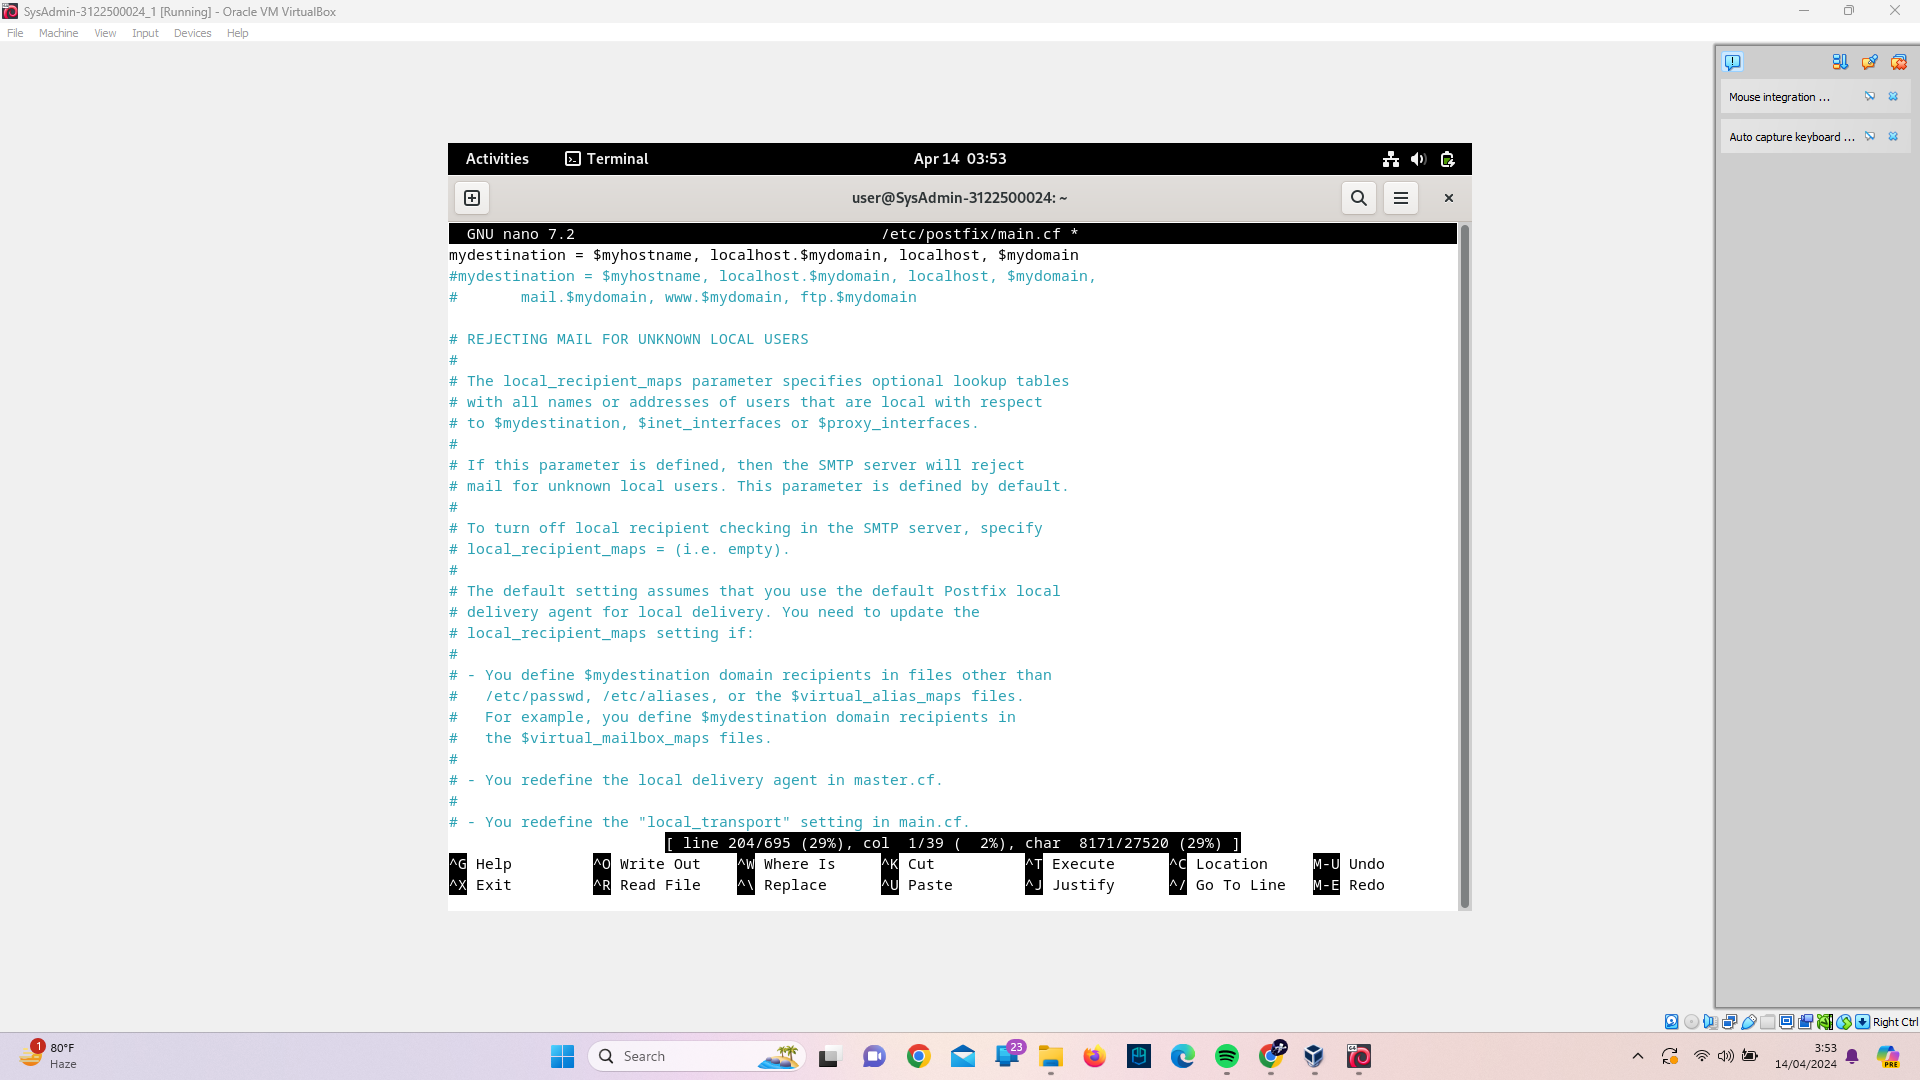 SysAdmin-3122500024_1 [Running] - Oracle VM VirtualBox
File Machine View Input Devices Help
Mouse integration ...
Auto capture keyboard ...
Activities Terminal Apr 14 03:53
user@SysAdmin-3122500024: ~
GNU nano 7.2 /etc/postfix/main.cf *
mydestination = $myhostname, localhost.$mydomain, localhost, $mydomain
#mydestination = $myhostname, localhost.$mydomain, localhost, $mydomain,
# mail.$mydomain, www.$mydomain, ftp.$mydomain
# REJECTING MAIL FOR UNKNOWN LOCAL USERS
#
# The local_recipient_maps parameter specifies optional lookup tables
# with all names or addresses of users that are local with respect
# to $mydestination, $inet_interfaces or $proxy_interfaces.
#
# If this parameter is defined, then the SMTP server will reject
# mail for unknown local users. This parameter is defined by default.
#
# To turn off local recipient checking in the SMTP server, specify
# local_recipient_maps = (i.e. empty).
#
# The default setting assumes that you use the default Postfix local
# delivery agent for local delivery. You need to update the
# local_recipient_maps setting if:
#
# - You define $mydestination domain recipients in files other than
# /etc/passwd, /etc/aliases, or the $virtual_alias_maps files.
# For example, you define $mydestination domain recipients in
# the $virtual_mailbox_maps files.
#
# - You redefine the local delivery agent in master.cf.
#
# - You redefine the "local_transport" setting in main.cf.
[ line 204/695 (29%), col 1/39 ( 2%), char 8171/27520 (29%) ]
^G Help ^O Write Out ^W Where Is ^K Cut ^T Execute ^C Location M-U Undo
^X Exit ^R Read File ^\ Replace ^U Paste ^J Justify ^/ Go To Line M-E Redo
Right Ctrl
1
80°F
Haze
Search
23
3:53
14/04/2024
PRE